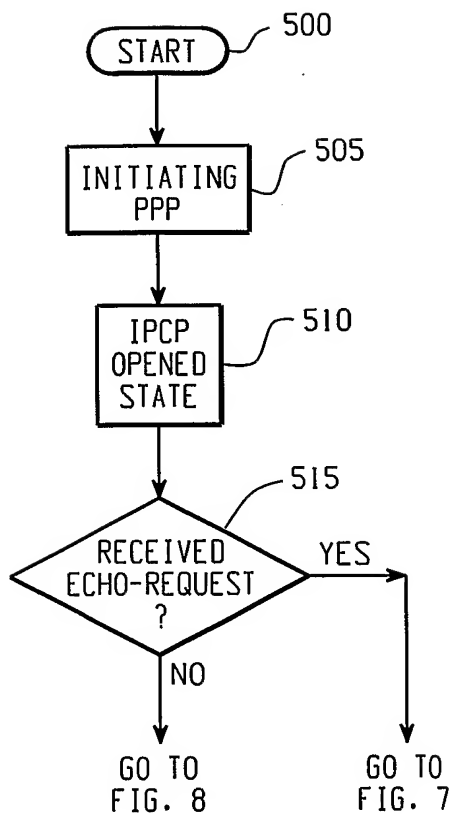 500
START
505
INITIATING
PPP
510
IPCP
OPENED
STATE
515
RECEIVED
ECHO-REQUEST
?
YES
NO
GO TO
FIG. 8
GO TO
FIG. 7